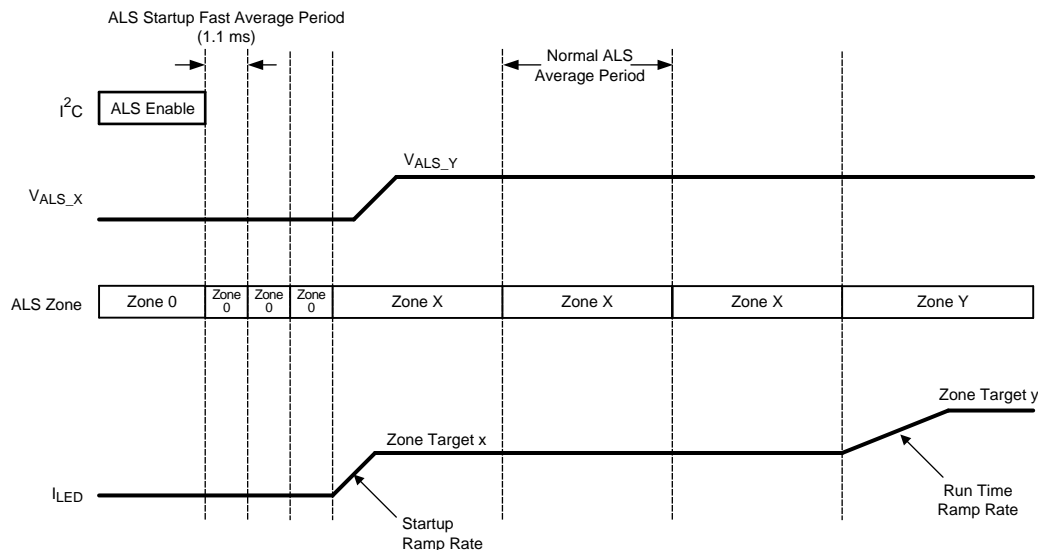 ALS Startup Fast Average Period
(1.1 ms)
Normal ALS
Average Period
I2C
ALS Enable
VALS_Y
VALS_X
ALS Zone
Zone 0
Zone
0
Zone
0
Zone
0
Zone X
Zone X
Zone X
Zone Y
Zone Target y
Zone Target x
ILED
Run Time
Ramp Rate
Startup
Ramp Rate